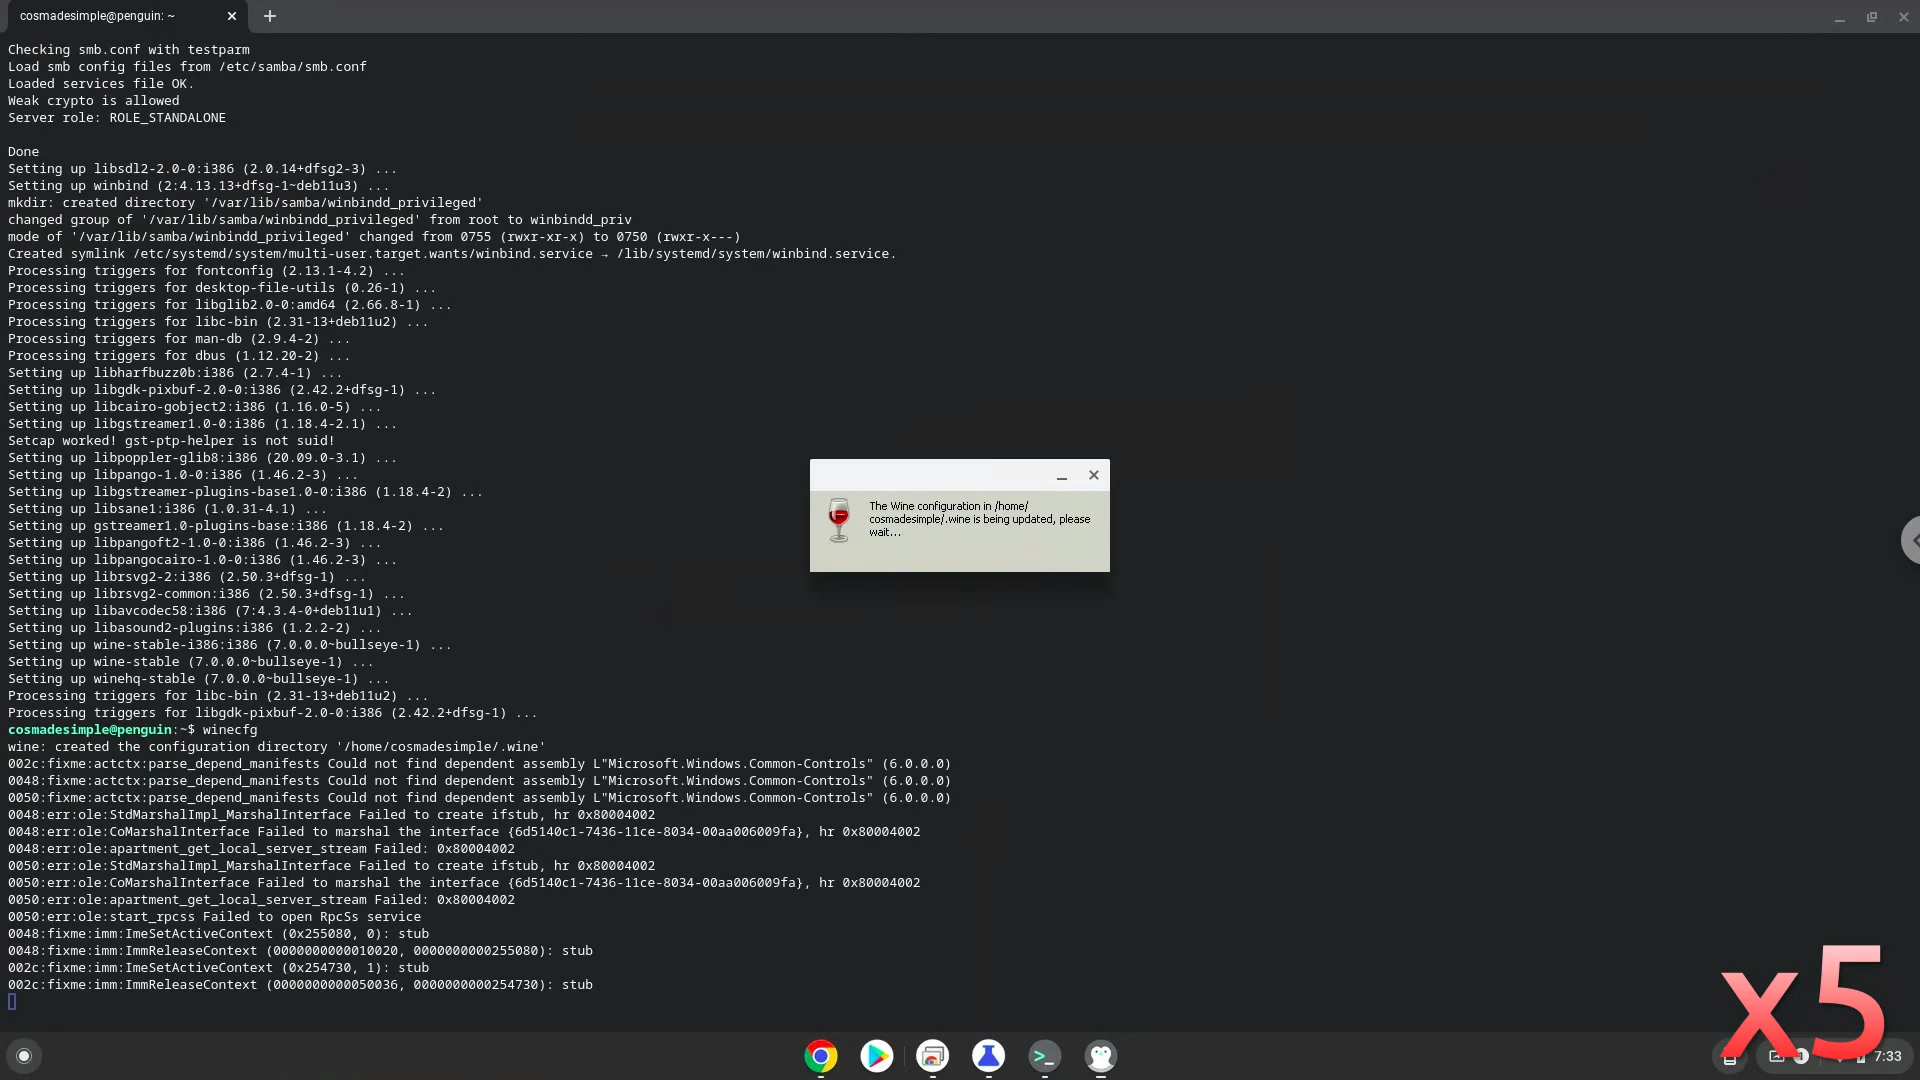 cosmadesimple@penguin: ~
Checking smb.conf with testparm
Load smb config files from /etc/samba/smb.conf
Loaded services file OK.
Weak crypto is allowed
Server role: ROLE_STANDALONE
Done
Setting up libsdl2-2.0-0:i386 (2.0.14+dfsg2-3) ...
Setting up winbind (2:4.13.13+dfsg-1~deb11u3) ...
mkdir: created directory '/var/lib/samba/winbindd_privileged'
changed group of '/var/lib/samba/winbindd_privileged' from root to winbindd_priv
mode of '/var/lib/samba/winbindd_privileged' changed from 0755 (rwxr-xr-x) to 0750 (rwxr-x---)
Created symlink /etc/systemd/system/multi-user.target.wants/winbind.service → /lib/systemd/system/winbind.service.
Processing triggers for fontconfig (2.13.1-4.2) ...
Processing triggers for desktop-file-utils (0.26-1) ...
Processing triggers for libglib2.0-0:amd64 (2.66.8-1) ...
Processing triggers for libc-bin (2.31-13+deb11u2) ...
Processing triggers for man-db (2.9.4-2) ...
Processing triggers for dbus (1.12.20-2) ...
Setting up libharfbuzz0b:i386 (2.7.4-1) ...
Setting up libgdk-pixbuf-2.0-0:i386 (2.42.2+dfsg-1) ...
Setting up libcairo-gobject2:i386 (1.16.0-5) ...
Setting up libgstreamer1.0-0:i386 (1.18.4-2.1) ...
Setcap worked! gst-ptp-helper is not suid!
Setting up libpoppler-glib8:i386 (20.09.0-3.1) ...
Setting up libpango-1.0-0:i386 (1.46.2-3) ...
Setting up libgstreamer-plugins-base1.0-0:i386 (1.18.4-2) ...
Setting up libsane1:i386 (1.0.31-4.1) ...
Setting up gstreamer1.0-plugins-base:i386 (1.18.4-2) ...
Setting up libpangoft2-1.0-0:i386 (1.46.2-3) ...
Setting up libpangocairo-1.0-0:i386 (1.46.2-3) ...
Setting up librsvg2-2:i386 (2.50.3+dfsg-1) ...
Setting up librsvg2-common:i386 (2.50.3+dfsg-1) ...
Setting up libavcodec58:i386 (7:4.3.4-0+deb11u1) ...
Setting up libasound2-plugins:i386 (1.2.2-2) ...
Setting up wine-stable-i386:i386 (7.0.0.0~bullseye-1) ...
Setting up wine-stable (7.0.0.0~bullseye-1) ...
Setting up winehq-stable (7.0.0.0~bullseye-1) ...
Processing triggers for libc-bin (2.31-13+deb11u2) ...
Processing triggers for libgdk-pixbuf-2.0-0:i386 (2.42.2+dfsg-1) ...
cosmadesimple@penguin:~$ winecfg
wine: created the configuration directory '/home/cosmadesimple/.wine'
002c:fixme:actctx:parse_depend_manifests Could not find dependent assembly L"Microsoft.Windows.Common-Controls" (6.0.0.0)
0048:fixme:actctx:parse_depend_manifests Could not find dependent assembly L"Microsoft.Windows.Common-Controls" (6.0.0.0)
0050:fixme:actctx:parse_depend_manifests Could not find dependent assembly L"Microsoft.Windows.Common-Controls" (6.0.0.0)
0048:err:ole:StdMarshalImpl_MarshalInterface Failed to create ifstub, hr 0x80004002
0048:err:ole:CoMarshalInterface Failed to marshal the interface {6d5140c1-7436-11ce-8034-00aa006009fa}, hr 0x80004002
0048:err:ole:apartment_get_local_server_stream Failed: 0x80004002
0050:err:ole:StdMarshalImpl_MarshalInterface Failed to create ifstub, hr 0x80004002
0050:err:ole:CoMarshalInterface Failed to marshal the interface {6d5140c1-7436-11ce-8034-00aa006009fa}, hr 0x80004002
0050:err:ole:apartment_get_local_server_stream Failed: 0x80004002
0050:err:ole:start_rpcss Failed to open RpcSs service
0048:fixme:imm:ImeSetActiveContext (0x255080, 0): stub
0048:fixme:imm:ImmReleaseContext (0000000000010020, 0000000000255080): stub
002c:fixme:imm:ImeSetActiveContext (0x254730, 1): stub
002c:fixme:imm:ImmReleaseContext (0000000000050036, 0000000000254730): stub
The Wine configuration in /home/
cosmadesimple/.wine is being updated, please
wait...
x5
7:33